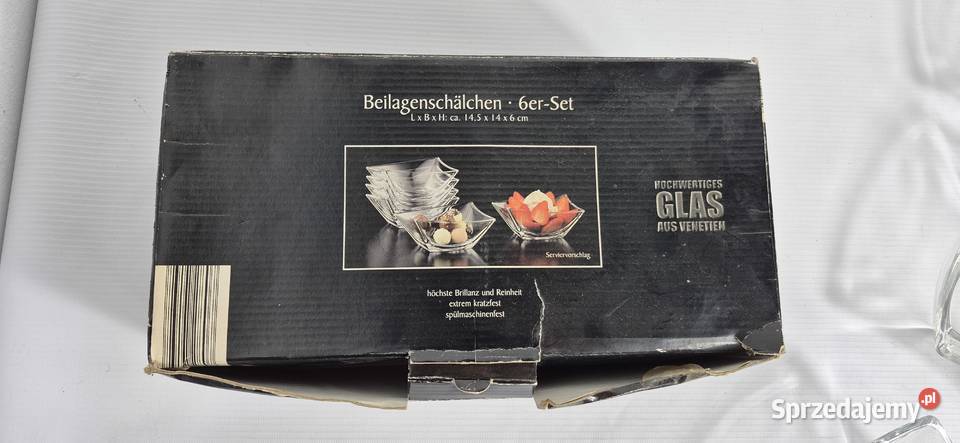 Beilagenschälchen · 6er-Set
L x B x H: ca. 14,5 x 14 x 6 cm
HOCHWERTIGES
GLAS
AUS VENETIEN
Serviervorschlag
höchste Brillanz und Reinheit
extrem kratzfest
spülmaschinenfest
Sprzedajemy.pl